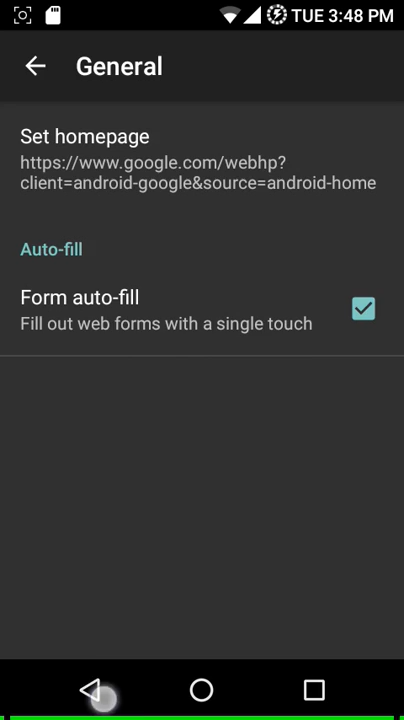 TUE 3:48 PM
General
Set homepage
https://www.google.com/webhp?
client=android-google&source=android-home
Auto-fill
Form auto-fill
Fill out web forms with a single touch